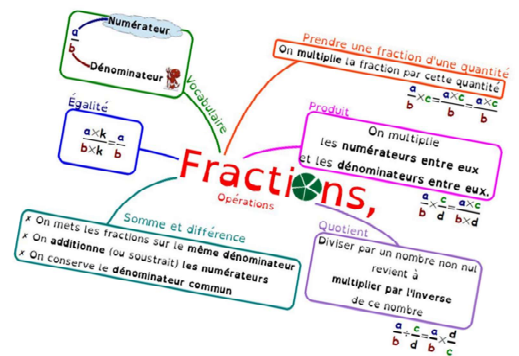 Numérateur
a
b
Dénominateur
Vocabulaire
Prendre une fraction d'une quantité
On multiplie la fraction par cette quantité
a/b×c=a×c/b=a×c/b
Égalité
a×k/b×k=a/b
Produit
On multiplie
les numérateurs entre eux
et les dénominateurs entre eux.
a/b×c/d=a×c/b×d
Fractions,
Opérations
Somme et différence
✗ On mets les fractions sur le même dénominateur
✗ On additionne (ou soustrait) les numérateurs
✗ On conserve le dénominateur commun
Quotient
Diviser par un nombre non nul
revient à
multiplier par l'inverse
de ce nombre
a/b÷c/d=a/b×d/c